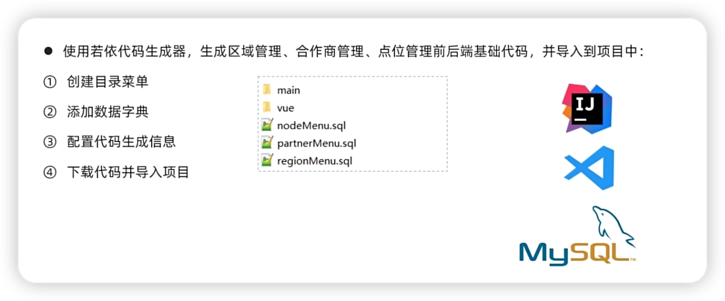 ● 使用若依代码生成器，生成区域管理、合作商管理、点位管理前后端基础代码，并导入到项目中：
① 创建目录菜单
② 添加数据字典
③ 配置代码生成信息
④ 下载代码并导入项目
main
vue
nodeMenu.sql
partnerMenu.sql
regionMenu.sql
IJ
MySQL™